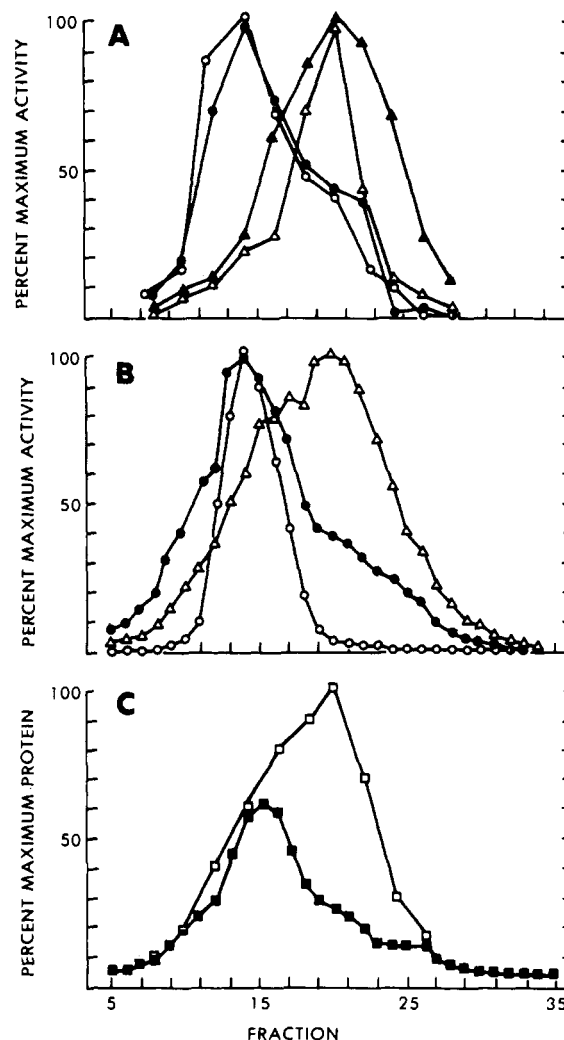 A
100
50
PERCENT MAXIMUM ACTIVITY
B
100
50
PERCENT MAXIMUM ACTIVITY
C
100
50
PERCENT MAXIMUM PROTEIN
5 15 25 35
FRACTION